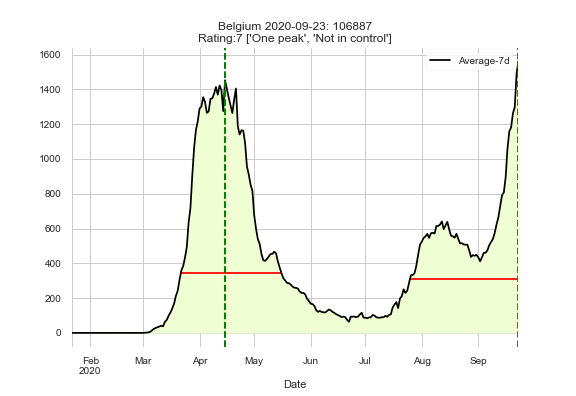 Belgium 2020-09-23: 106887
Rating:7 ['One peak', 'Not in control']
1600
1400
1200
1000
800
600
400
200
0
Average-7d
Feb
2020
Mar
Apr
May
Jun
Jul
Aug
Sep
Date